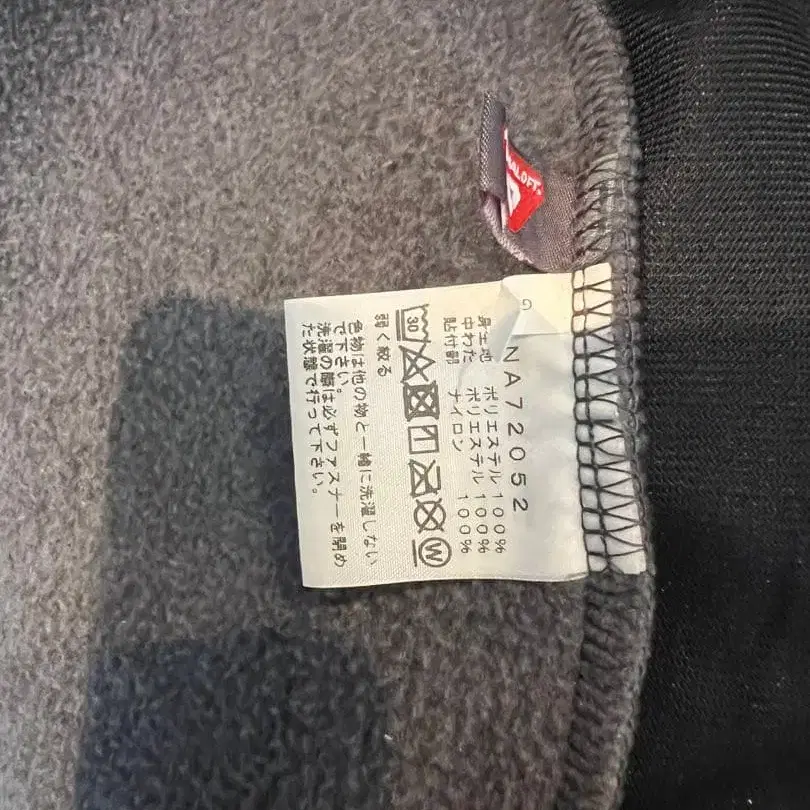 ALOFT®
G
NA72052
身生地 ポリエステル 100%
中わた ポリエステル 100%
貼付部 ナイロン 100%
30
W
弱く絞る
色物は他の物と一緒に洗濯しない
で下さい。
洗濯の際は必ずファスナーを閉め
た状態で行って下さい。